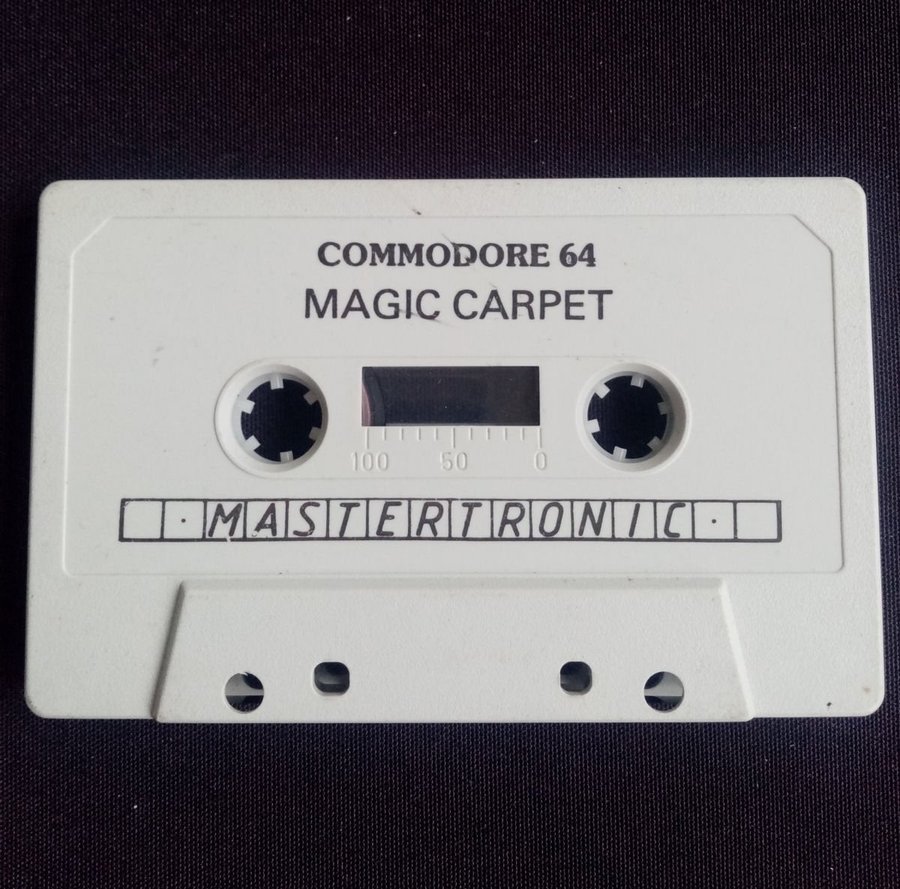 COMMODORE 64
MAGIC CARPET
100 50 0
· MASTERTRONIC ·